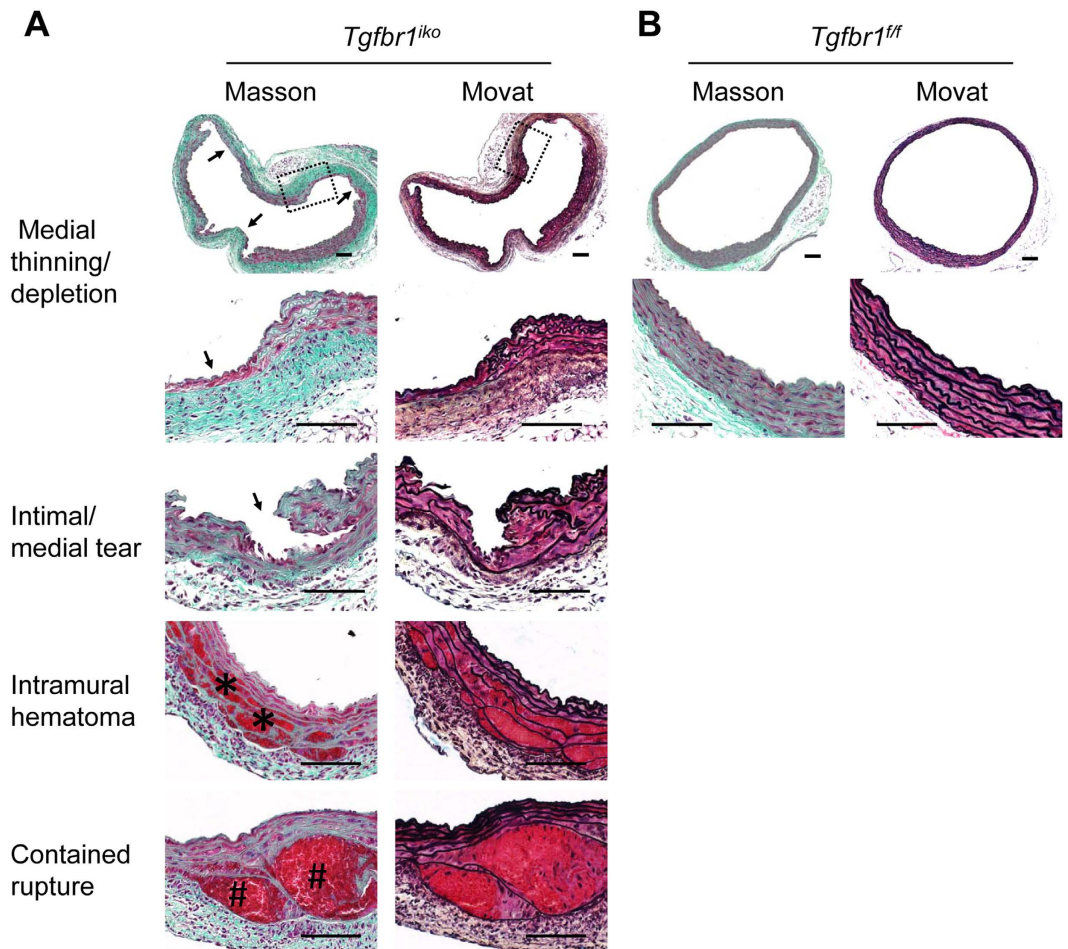 A
Tgfbr1iko
Masson
Movat
B
Tgfbr1f/f
Masson
Movat
Medial
thinning/
depletion
Intimal/
medial tear
Intramural
hematoma
*
*
Contained
rupture
#
#